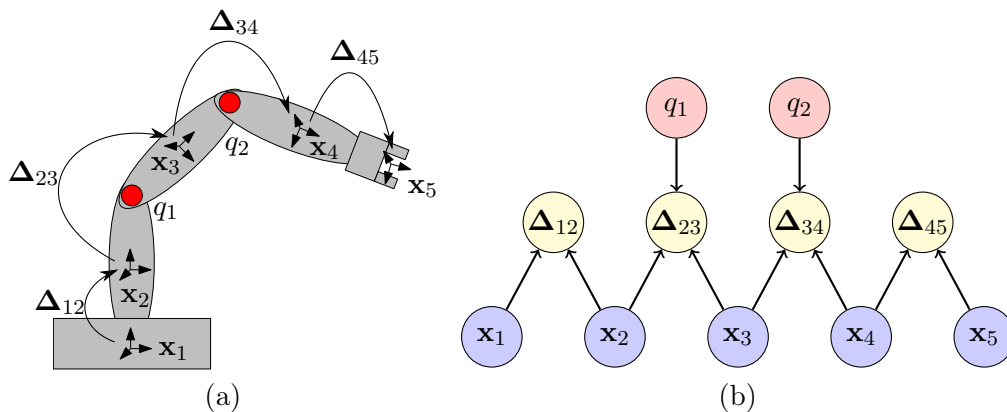 Δ₃₄
Δ₄₅
q₂
x₄
x₃
x₅
Δ₂₃
q₁
x₂
Δ₁₂
x₁
(a)
q₁ q₂
Δ₁₂ Δ₂₃ Δ₃₄ Δ₄₅
x₁ x₂ x₃ x₄ x₅
(b)